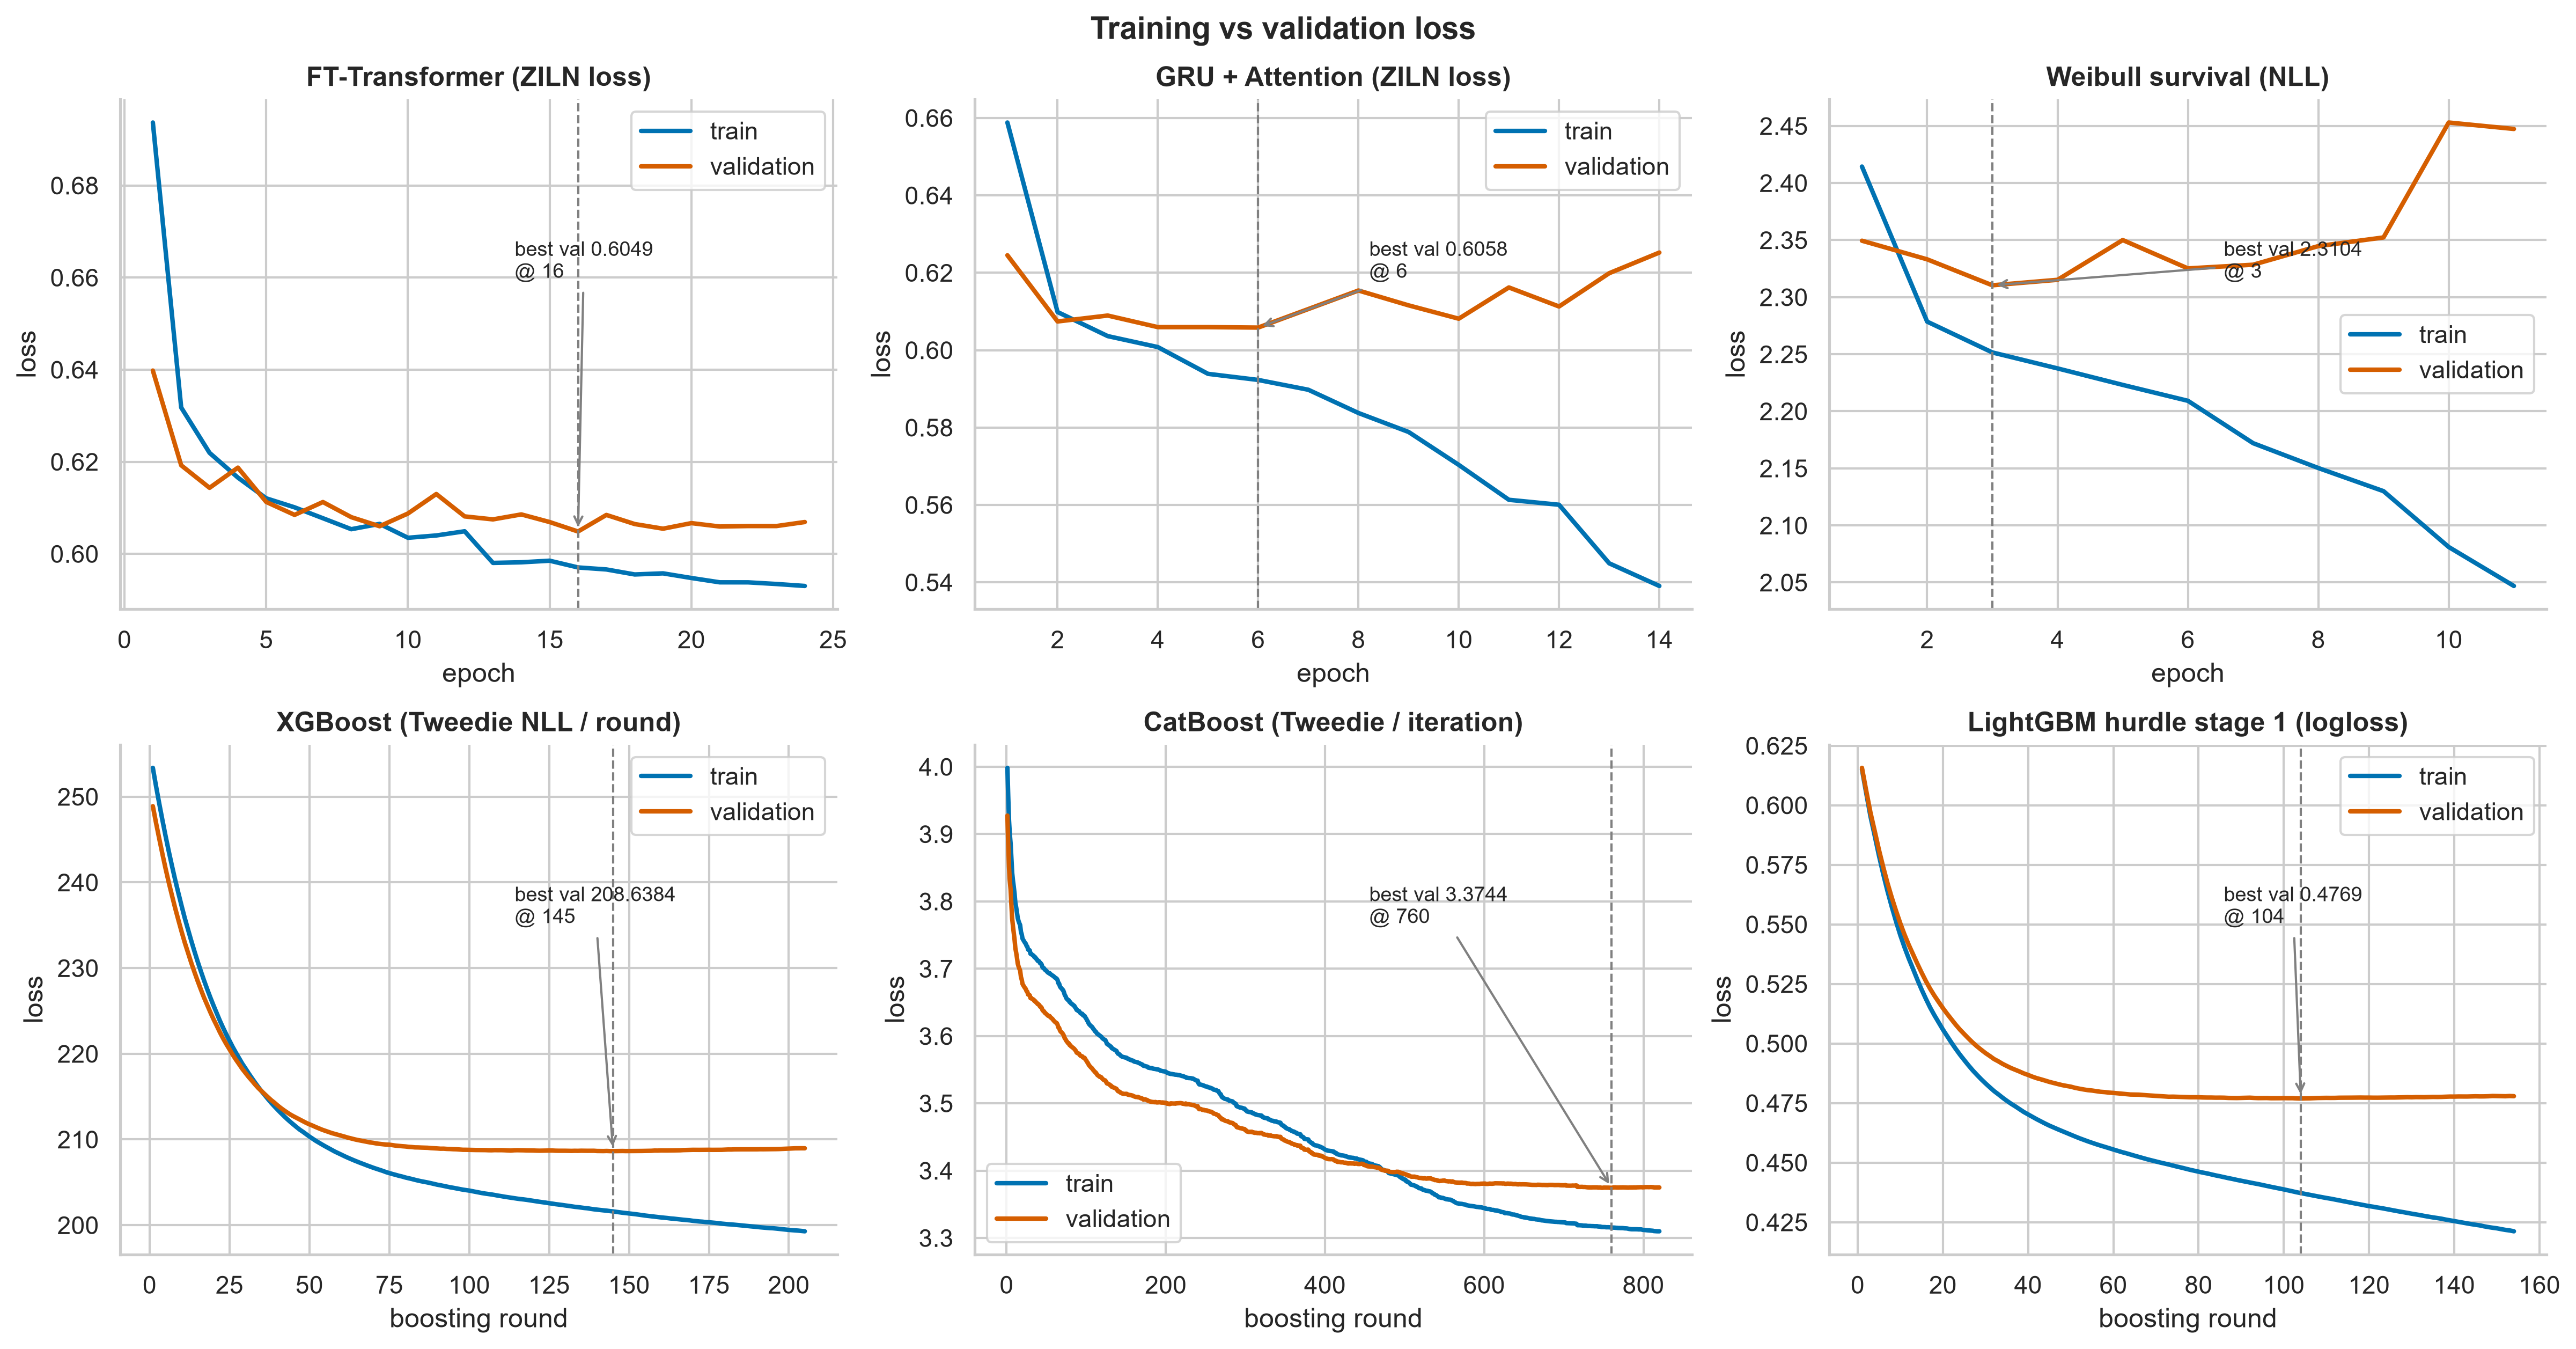 Training vs validation loss
FT-Transformer (ZILN loss)
train
validation
best val 0.6049
@ 16
0.68
0.66
0.64
0.62
0.60
loss
0 5 10 15 20 25
epoch
GRU + Attention (ZILN loss)
train
validation
best val 0.6058
@ 6
0.66
0.64
0.62
0.60
0.58
0.56
0.54
loss
2 4 6 8 10 12 14
epoch
Weibull survival (NLL)
best val 2.3104
@ 3
train
validation
2.45
2.40
2.35
2.30
2.25
2.20
2.15
2.10
2.05
loss
2 4 6 8 10
epoch
XGBoost (Tweedie NLL / round)
train
validation
best val 208.6384
@ 145
250
240
230
220
210
200
loss
0 25 50 75 100 125 150 175 200
boosting round
CatBoost (Tweedie / iteration)
best val 3.3744
@ 760
train
validation
4.0
3.9
3.8
3.7
3.6
3.5
3.4
3.3
loss
0 200 400 600 800
boosting round
LightGBM hurdle stage 1 (logloss)
train
validation
best val 0.4769
@ 104
0.625
0.600
0.575
0.550
0.525
0.500
0.475
0.450
0.425
loss
0 20 40 60 80 100 120 140 160
boosting round